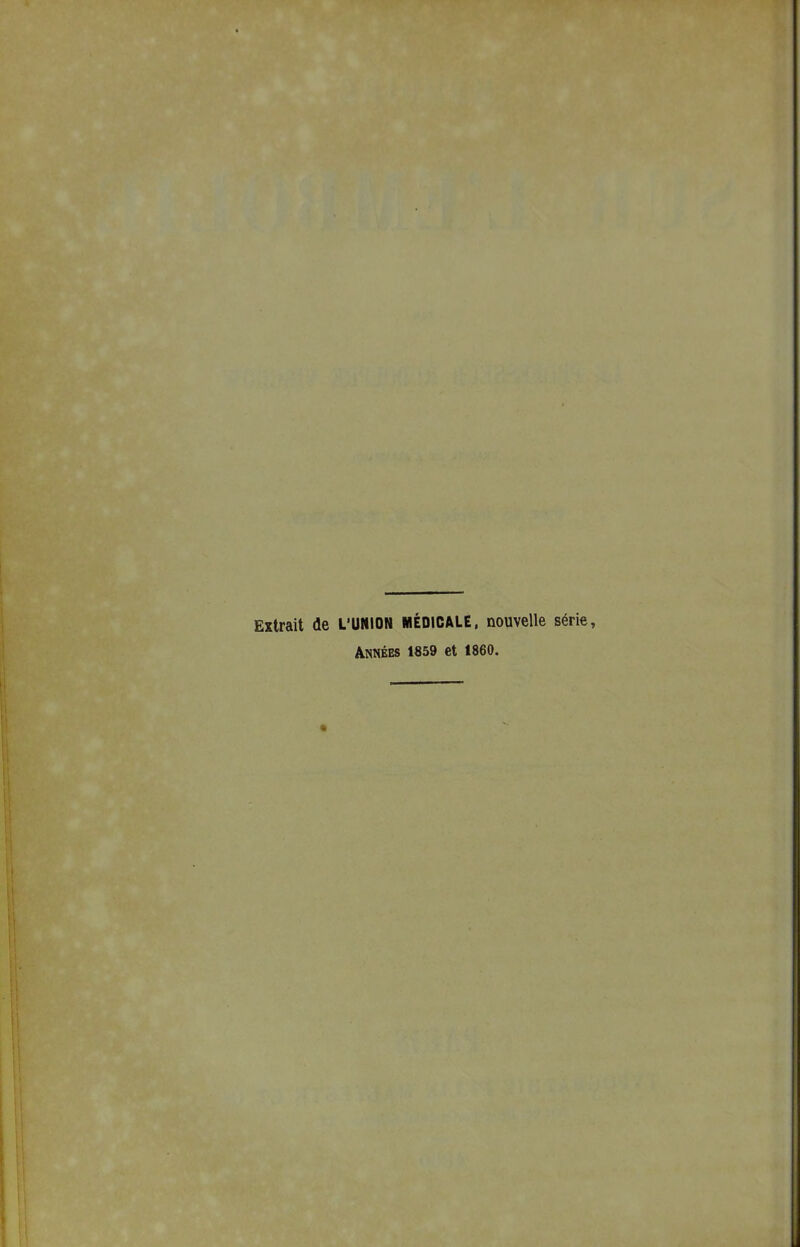 Extrait de L'UNION MÉDICALE, nouvelle série,
ANNÉES 1859 et 1860.